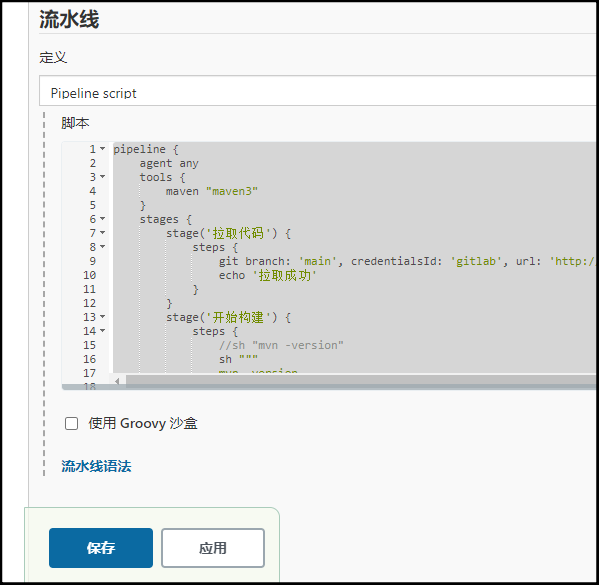 流水线
定义
Pipeline script
脚本
1 pipeline {
2 agent any
3 tools {
4 maven "maven3"
5 }
6 stages {
7 stage('拉取代码') {
8 steps {
9 git branch: 'main', credentialsId: 'gitlab', url: 'http:/
10 echo '拉取成功'
11 }
12 }
13 stage('开始构建') {
14 steps {
15 //sh "mvn -version"
16 sh """
17 mvn -version
18
使用 Groovy 沙盒
流水线语法
保存
应用